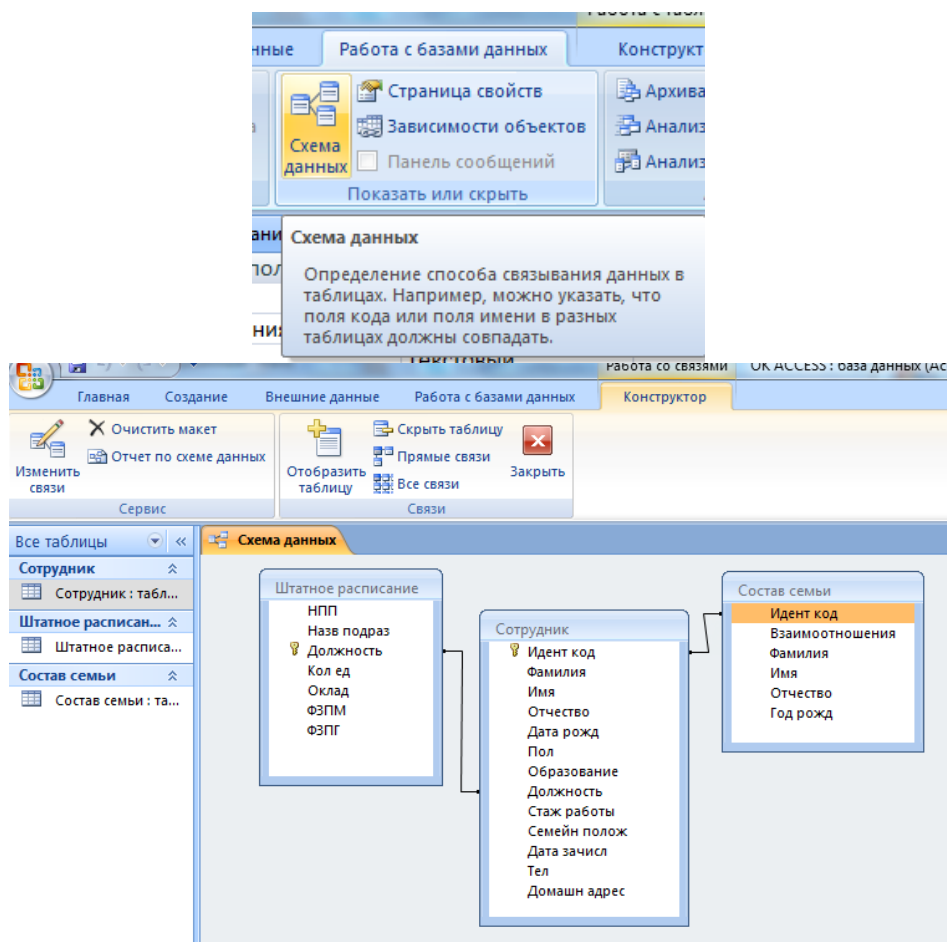 Работа с табл
нные Работа с базами данных Конструкт
Страница свойств
Зависимости объектов
Панель сообщений
Схема
данных
Архива
Анализ
Анализ
Показать или скрыть
Схема данных
Определение способа связывания данных в
таблицах. Например, можно указать, что
поля кода или поля имени в разных
таблицах должны совпадать.
Текстовый
Работа со связями ОК ACCESS : база данных (Ac
Главная Создание Внешние данные Работа с базами данных Конструктор
Изменить
связи
Очистить макет
Отчет по схеме данных
Сервис
Отобразить
таблицу
Скрыть таблицу
Прямые связи
Все связи
Закрыть
Связи
Все таблицы
Сотрудник
Сотрудник : табл...
Штатное расписан...
Штатное расписа...
Состав семьи
Состав семьи : та...
Схема данных
Штатное расписание
НПП
Назв подраз
Должность
Кол ед
Оклад
ФЗПМ
ФЗПГ
Сотрудник
Идент код
Фамилия
Имя
Отчество
Дата рожд
Пол
Образование
Должность
Стаж работы
Семейн полож
Дата зачисл
Тел
Домашн адрес
Состав семьи
Идент код
Взаимоотношения
Фамилия
Имя
Отчество
Год рожд